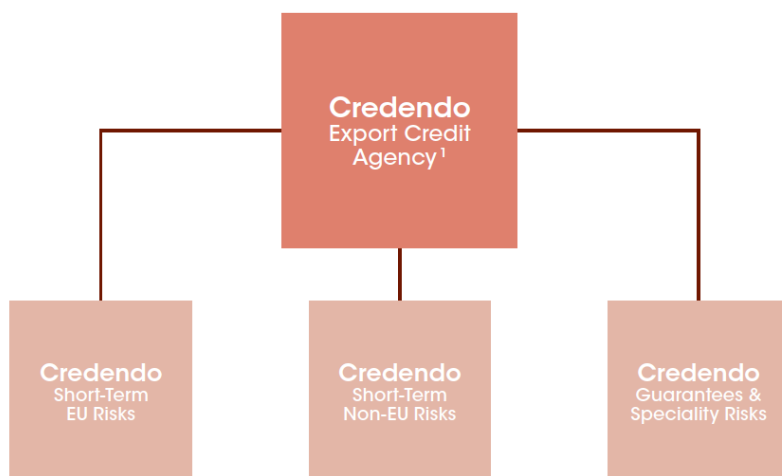 Credendo
Export Credit
Agency¹
Credendo
Short-Term
EU Risks
Credendo
Short-Term
Non-EU Risks
Credendo
Guarantees &
Speciality Risks